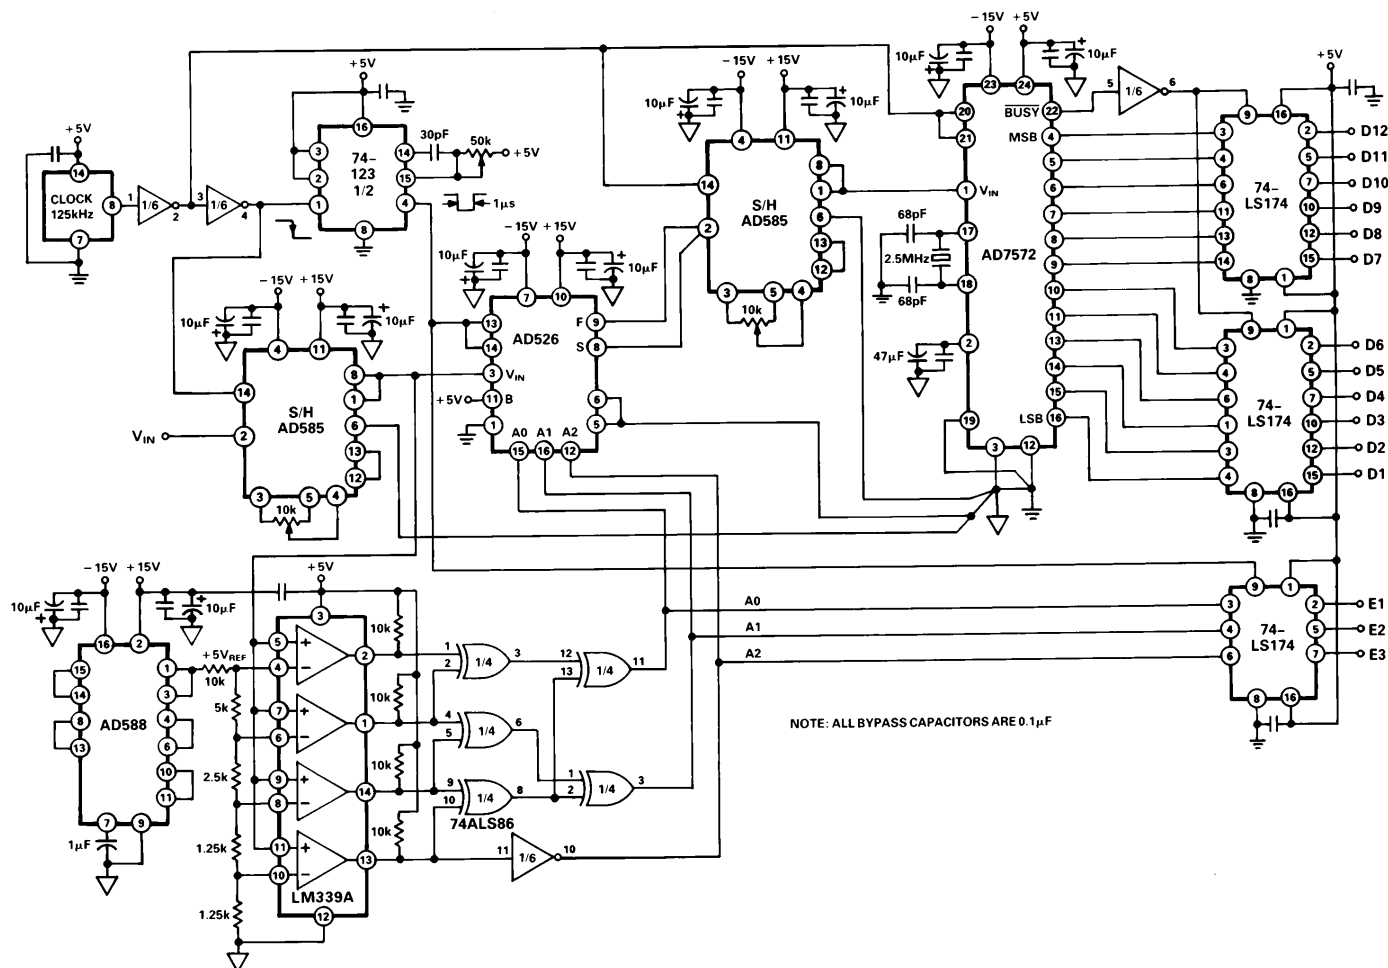 −15V +5V
10µF
10µF
+5V
−15V +15V
10µF
10µF
+5V
CLOCK
125kHz
14
8
7
1
1/6
2
3
1/6
4
16
3
2
1
74–
123
1/2
14
15
4
8
30pF
50k
+5V
1µs
4
11
14
2
S/H
AD585
8
1
6
13
12
3
5
4
10k
23
24
20
21
1
VIN
17
18
2
19
3
12
AD7572
BUSY
22
MSB
4
5
6
7
8
9
10
11
13
14
15
LSB
16
68pF
2.5MHz
68pF
47µF
5
1/6
6
9
16
3
4
6
11
13
14
74–
LS174
2
5
7
10
12
15
8
1
D12
D11
D10
D9
D8
D7
9
1
3
4
6
1
3
4
74–
LS174
2
5
7
10
12
15
8
16
D6
D5
D4
D3
D2
D1
−15V +15V
10µF
10µF
4
11
14
VIN
2
S/H
AD585
8
1
6
13
12
3
5
4
10k
−15V +15V
10µF
10µF
7
10
13
14
3
VIN
+5V
11
B
1
AD526
F
9
S
8
6
5
A0 A1 A2
15
16
12
−15V +15V
10µF
10µF
16
2
15
14
8
13
AD588
1
3
4
6
10
11
7
9
1µF
+5VREF
10k
5k
2.5k
1.25k
1.25k
+5V
3
5
+
4
−
2
7
+
6
−
1
9
+
8
−
14
11
+
10
−
13
LM339A
12
10k
10k
10k
10k
1
2
1/4
3
4
5
1/4
6
9
10
1/4
8
74ALS86
12
13
1/4
11
1
2
1/4
3
11
1/6
10
A0
A1
A2
9
1
3
4
6
74–
LS174
2
5
7
8
16
E1
E2
E3
NOTE: ALL BYPASS CAPACITORS ARE 0.1µF